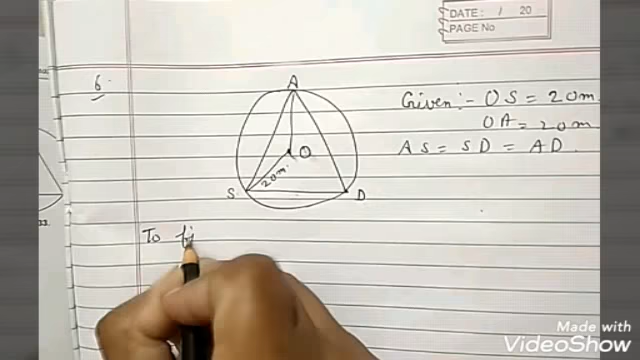 DATE: / 20
PAGE No
6.
A
Given:- OS = 20m.
OA = 20m
AS = SD = AD.
O
20m.
S
D
33.
To fi
Made with
VideoShow